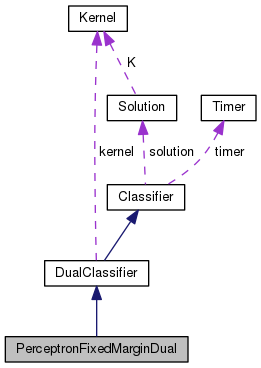 Kernel
K
Solution
Timer
kernel
solution
timer
Classifier
DualClassifier
PerceptronFixedMarginDual